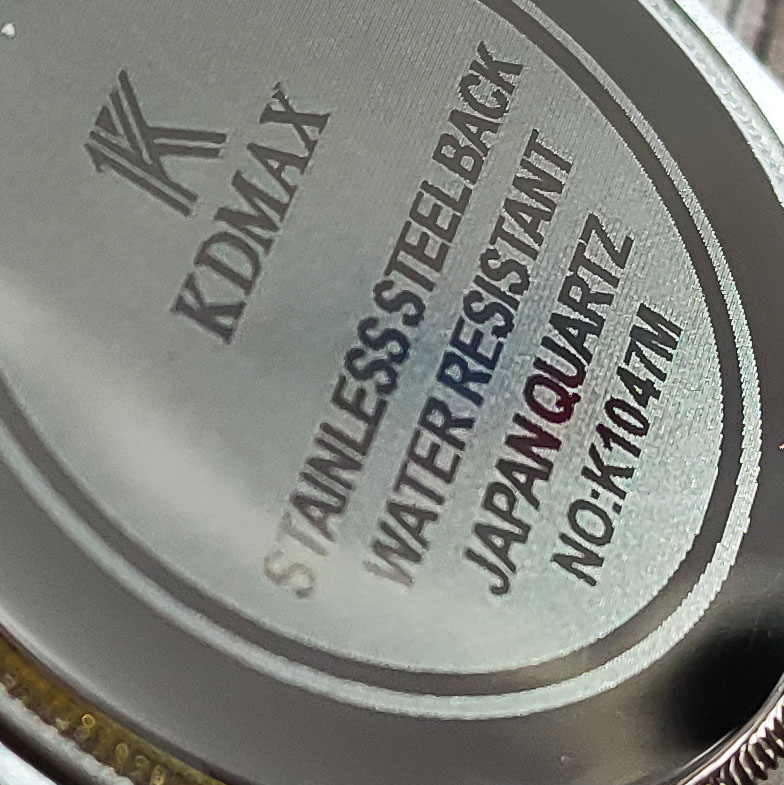 K
KDMAX
STAINLESS STEEL BACK
WATER RESISTANT
JAPAN QUARTZ
NO:K1047M